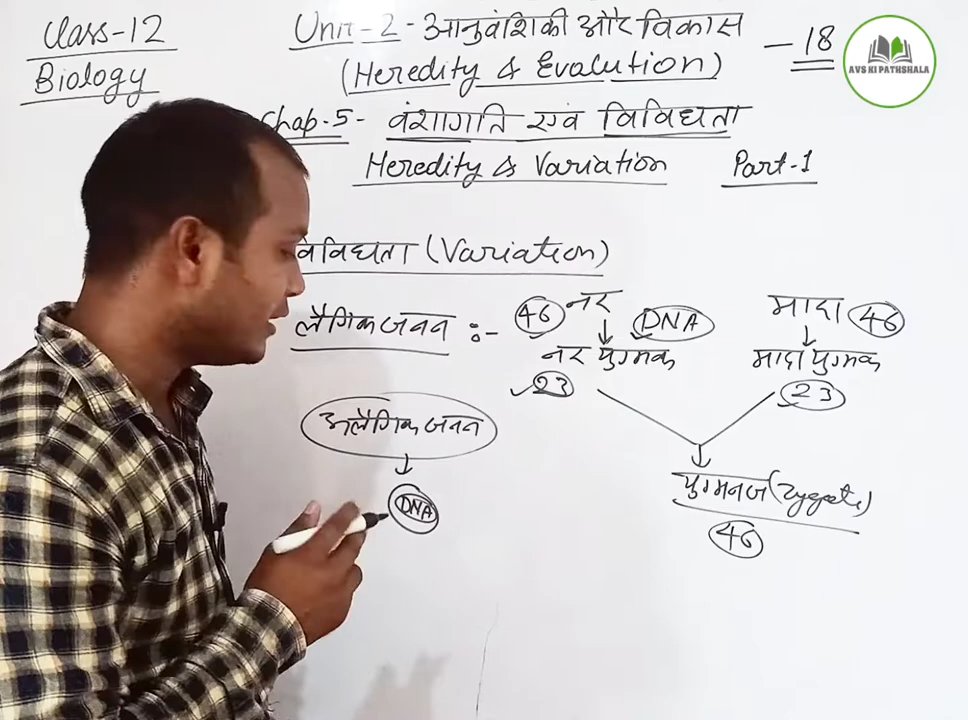 Class-12
Biology
Unit-2-आनुवंशिकी और विकास
(Heredity & Evalution)
-18
AVS KI PATHSHALA
Chap-5- वंशागति एवं विविधता
Heredity & Variation Part-1
विविधता (Variation)
लैगिक जनन :-
46 नर DNA
मादा 46
नर युग्मक
मादा युग्मक
23
23
अलैगिक जनन
DNA
युग्मनज (Zygote)
46